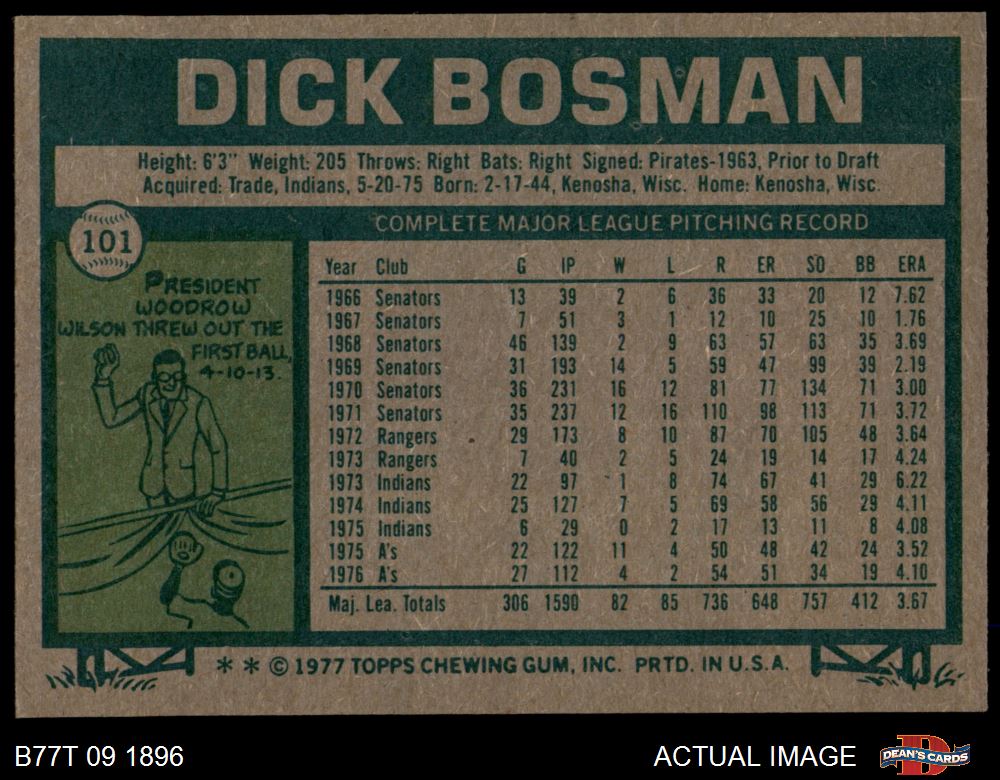 DICK BOSMAN
Height: 6'3" Weight: 205 Throws: Right Bats: Right Signed: Pirates-1963, Prior to Draft
Acquired: Trade, Indians, 5-20-75 Born: 2-17-44, Kenosha, Wisc. Home: Kenosha, Wisc.
101
PRESIDENT
WOODROW
WILSON THREW OUT THE
FIRST BALL,
4-10-13.
COMPLETE MAJOR LEAGUE PITCHING RECORD
Year Club G IP W L R ER SO BB ERA
1966 Senators 13 39 2 6 36 33 20 12 7.62
1967 Senators 7 51 3 1 12 10 25 10 1.76
1968 Senators 46 139 2 9 63 57 63 35 3.69
1969 Senators 31 193 14 5 59 47 99 39 2.19
1970 Senators 36 231 16 12 81 77 134 71 3.00
1971 Senators 35 237 12 16 110 98 113 71 3.72
1972 Rangers 29 173 8 10 87 70 105 48 3.64
1973 Rangers 7 40 2 5 24 19 14 17 4.24
1973 Indians 22 97 1 8 74 67 41 29 6.22
1974 Indians 25 127 7 5 69 58 56 29 4.11
1975 Indians 6 29 0 2 17 13 11 8 4.08
1975 A's 22 122 11 4 50 48 42 24 3.52
1976 A's 27 112 4 2 54 51 34 19 4.10
Maj. Lea. Totals 306 1590 82 85 736 648 757 412 3.67
* * © 1977 TOPPS CHEWING GUM, INC. PRTD. IN U.S.A.
B77T 09 1896
ACTUAL IMAGE
DEAN'S CARDS